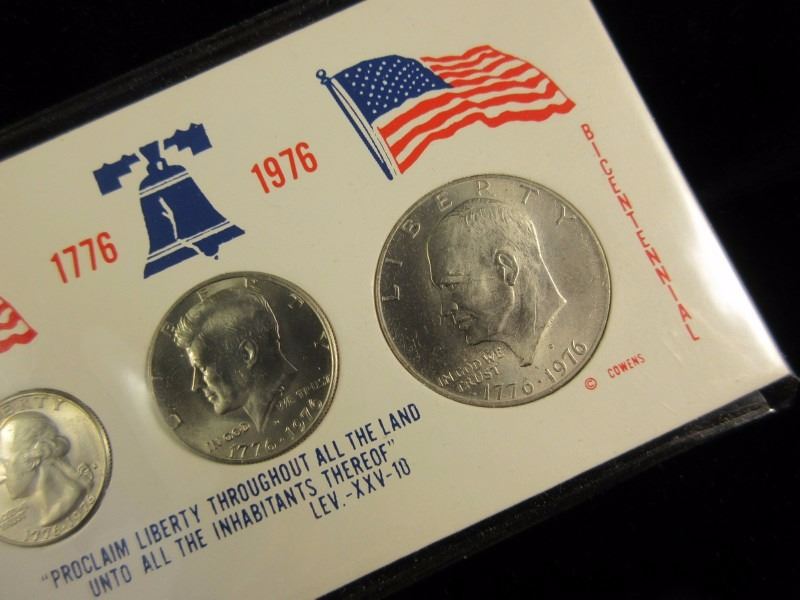 1776
1976
BICENTENNIAL
LIBERTY
IN GOD WE
TRUST
1776·1976
© COWENS
LIBERTY
IN GOD WE TRUST
1776·1976
LIBERTY
1776-1976
"PROCLAIM LIBERTY THROUGHOUT ALL THE LAND
UNTO ALL THE INHABITANTS THEREOF"
LEV.-XXV-10